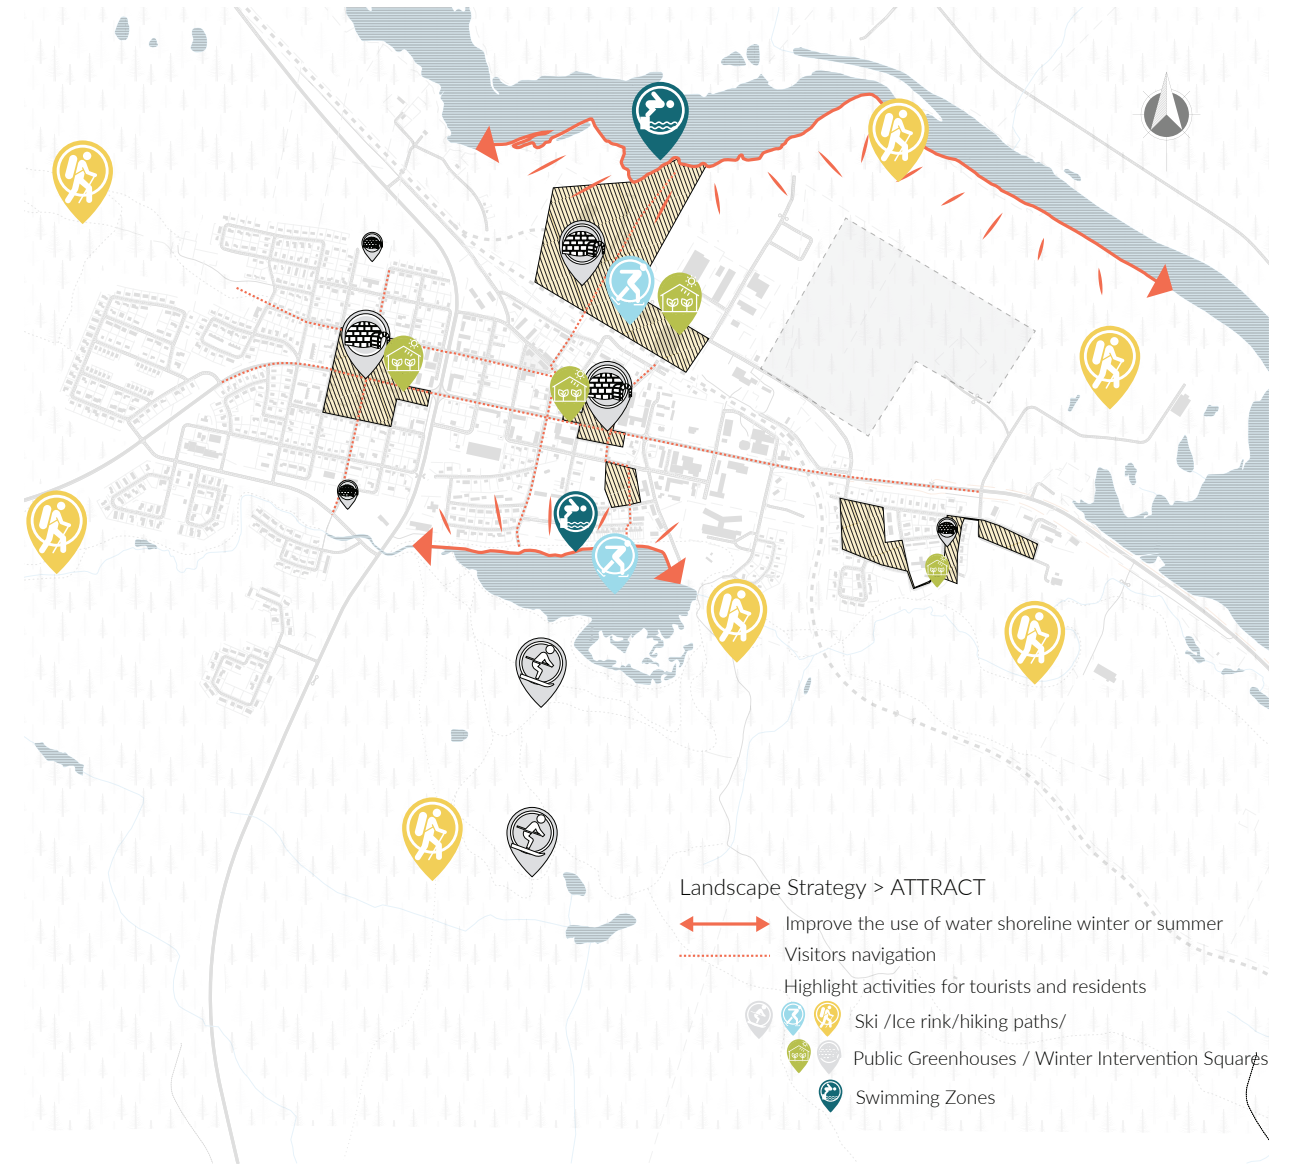 Landscape Strategy > ATTRACT
Improve the use of water shoreline winter or summer
Visitors navigation
Highlight activities for tourists and residents
Ski /Ice rink/hiking paths/
Public Greenhouses / Winter Intervention Squares
Swimming Zones